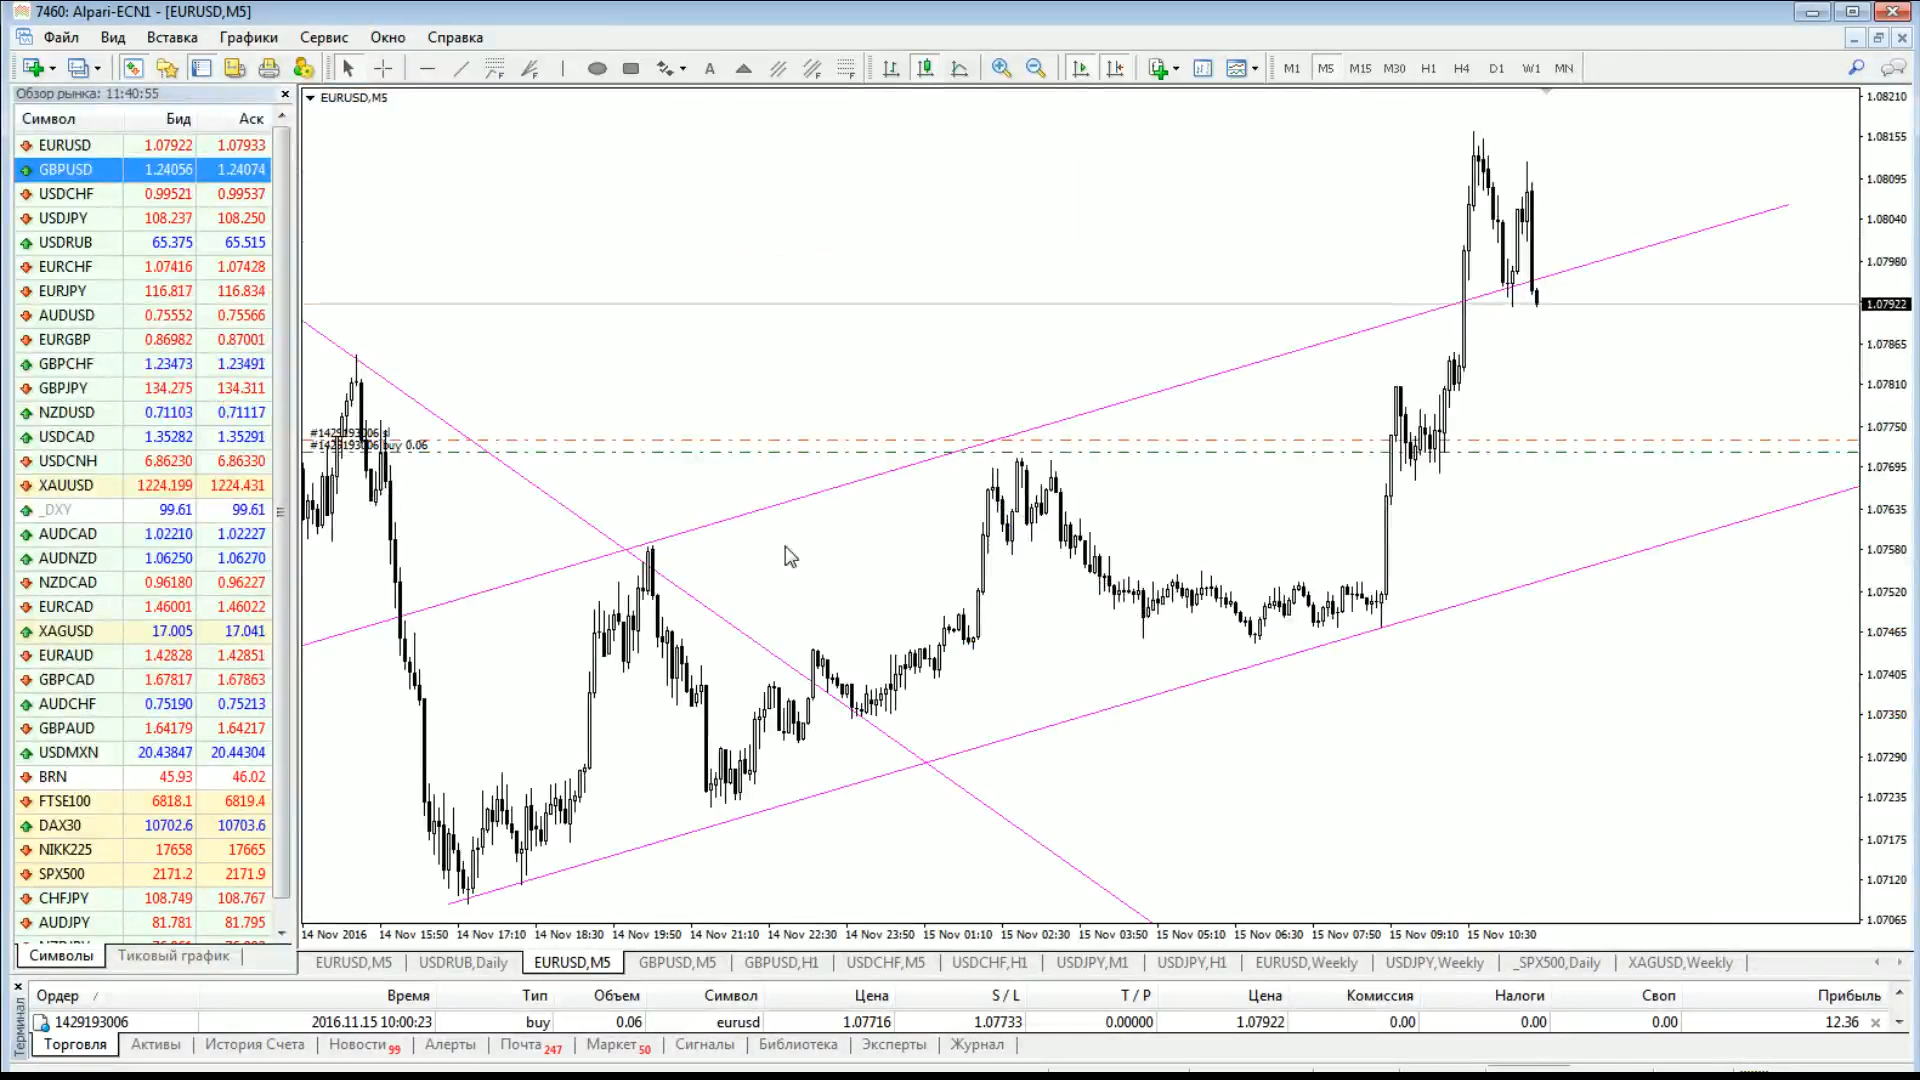 7460: Alpari-ECN1 - [EURUSD,M5]
Файл Вид Вставка Графики Сервис Окно Справка
A M1 M5 M15 M30 H1 H4 D1 W1 MN
Обзор рынка: 11:40:55
Символ Бид Аск
EURUSD 1.07922 1.07933
GBPUSD 1.24056 1.24074
USDCHF 0.99521 0.99537
USDJPY 108.237 108.250
USDRUB 65.375 65.515
EURCHF 1.07416 1.07428
EURJPY 116.817 116.834
AUDUSD 0.75552 0.75566
EURGBP 0.86982 0.87001
GBPCHF 1.23473 1.23491
GBPJPY 134.275 134.311
NZDUSD 0.71103 0.71117
USDCAD 1.35282 1.35291
USDCNH 6.86230 6.86330
XAUUSD 1224.199 1224.431
_DXY 99.61 99.61
AUDCAD 1.02210 1.02227
AUDNZD 1.06250 1.06270
NZDCAD 0.96180 0.96227
EURCAD 1.46001 1.46022
XAGUSD 17.005 17.041
EURAUD 1.42828 1.42851
GBPCAD 1.67817 1.67863
AUDCHF 0.75190 0.75213
GBPAUD 1.64179 1.64217
USDMXN 20.43847 20.44304
BRN 45.93 46.02
FTSE100 6818.1 6819.4
DAX30 10702.6 10703.6
NIKK225 17658 17665
SPX500 2171.2 2171.9
CHFJPY 108.749 108.767
AUDJPY 81.781 81.795
Символы Тиковый график
EURUSD,M5
#1429193006 sl
#1429193006 buy 0.06
1.08210
1.08155
1.08095
1.08040
1.07980
1.07922
1.07865
1.07810
1.07750
1.07695
1.07635
1.07580
1.07520
1.07465
1.07405
1.07350
1.07290
1.07235
1.07175
1.07120
1.07065
14 Nov 2016 14 Nov 15:50 14 Nov 17:10 14 Nov 18:30 14 Nov 19:50 14 Nov 21:10 14 Nov 22:30 14 Nov 23:50 15 Nov 01:10 15 Nov 02:30 15 Nov 03:50 15 Nov 05:10 15 Nov 06:30 15 Nov 07:50 15 Nov 09:10 15 Nov 10:30
EURUSD,M5 USDRUB,Daily EURUSD,M5 GBPUSD,M5 GBPUSD,H1 USDCHF,M5 USDCHF,H1 USDJPY,M1 USDJPY,H1 EURUSD,Weekly USDJPY,Weekly _SPX500,Daily XAGUSD,Weekly
Терминал
Ордер / Время Тип Объем Символ Цена S / L T / P Цена Комиссия Налоги Своп Прибыль
1429193006 2016.11.15 10:00:23 buy 0.06 eurusd 1.07716 1.07733 0.00000 1.07922 0.00 0.00 0.00 12.36
Торговля Активы История Счета Новости 99 Алерты Почта 247 Маркет 50 Сигналы Библиотека Эксперты Журнал